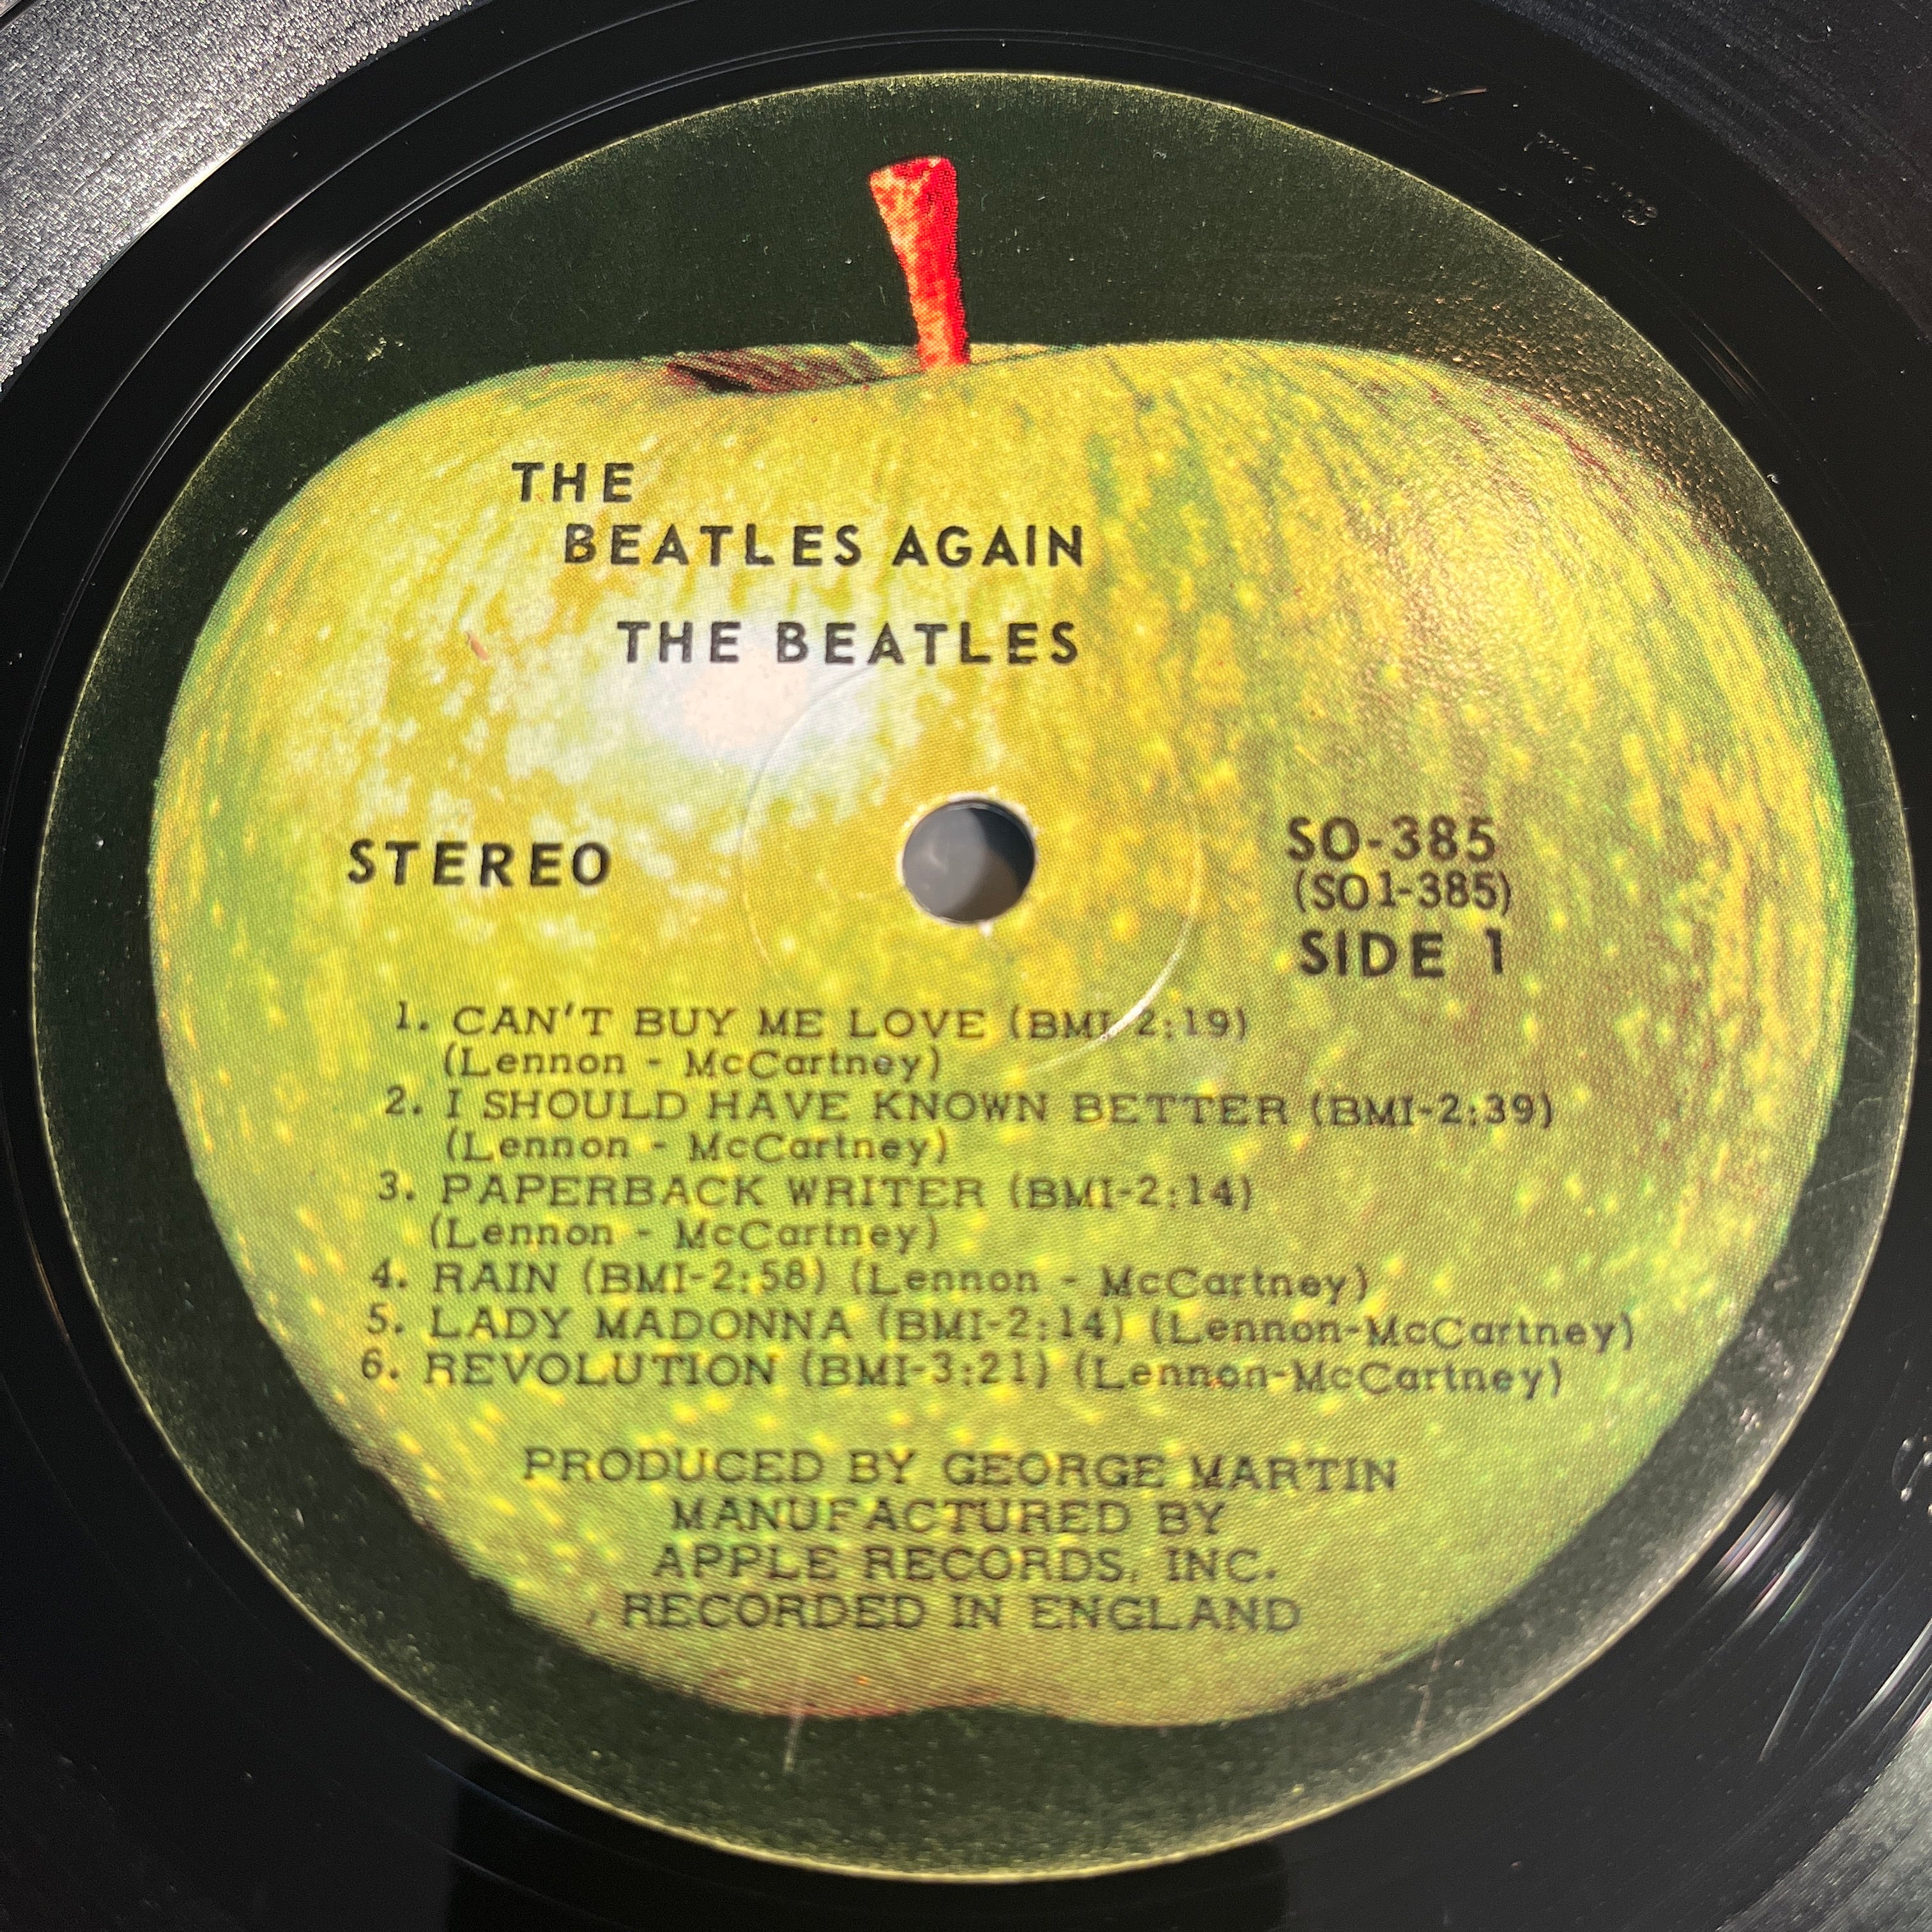 THE
BEATLES AGAIN
THE BEATLES
STEREO
SO-385
(SO1-385)
SIDE 1
1. CAN'T BUY ME LOVE (BMI-2:19)
(Lennon - McCartney)
2. I SHOULD HAVE KNOWN BETTER (BMI-2:39)
(Lennon - McCartney)
3. PAPERBACK WRITER (BMI-2:14)
(Lennon - McCartney)
4. RAIN (BMI-2:58) (Lennon - McCartney)
5. LADY MADONNA (BMI-2:14) (Lennon-McCartney)
6. REVOLUTION (BMI-3:21) (Lennon-McCartney)
PRODUCED BY GEORGE MARTIN
MANUFACTURED BY
APPLE RECORDS, INC.
RECORDED IN ENGLAND